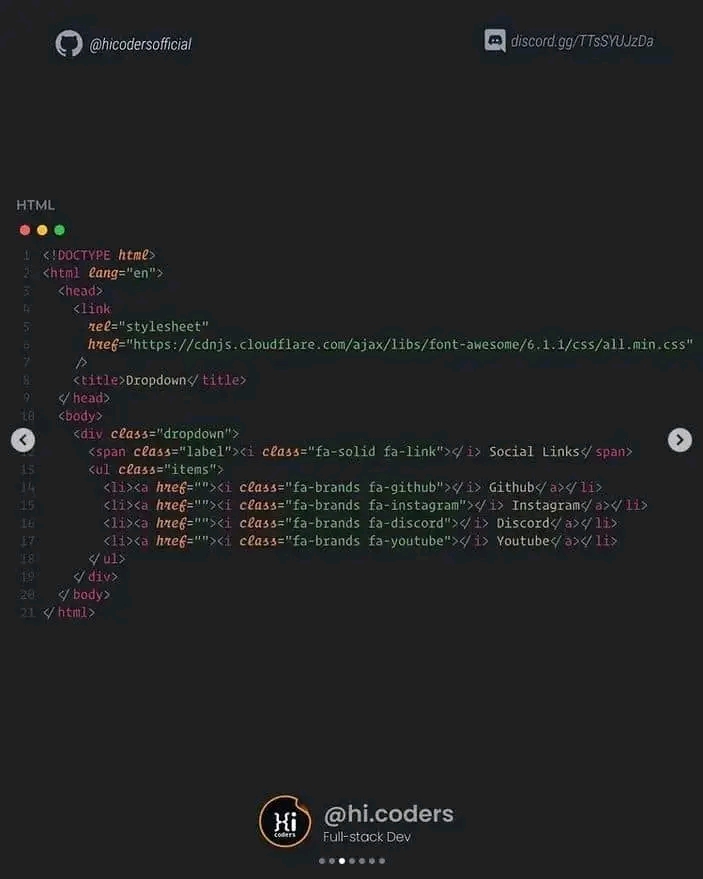 @hicodersofficial
discord.gg/TTsSYUJzDa
HTML
1 <!DOCTYPE html>
2 <html lang="en">
3 <head>
4 <link
5 rel="stylesheet"
6 href="https://cdnjs.cloudflare.com/ajax/libs/font-awesome/6.1.1/css/all.min.css"
7 />
8 <title>Dropdown</title>
9 </head>
10 <body>
<div class="dropdown">
12 <span class="label"><i class="fa-solid fa-link"></i> Social Links</span>
13 <ul class="items">
14 <li><a href=""><i class="fa-brands fa-github"></i> Github</a></li>
15 <li><a href=""><i class="fa-brands fa-instagram"></i> Instagram</a></li>
16 <li><a href=""><i class="fa-brands fa-discord"></i> Discord</a></li>
17 <li><a href=""><i class="fa-brands fa-youtube"></i> Youtube</a></li>
18 </ul>
19 </div>
20 </body>
21 </html>
Hi
coders
@hi.coders
Full-stack Dev